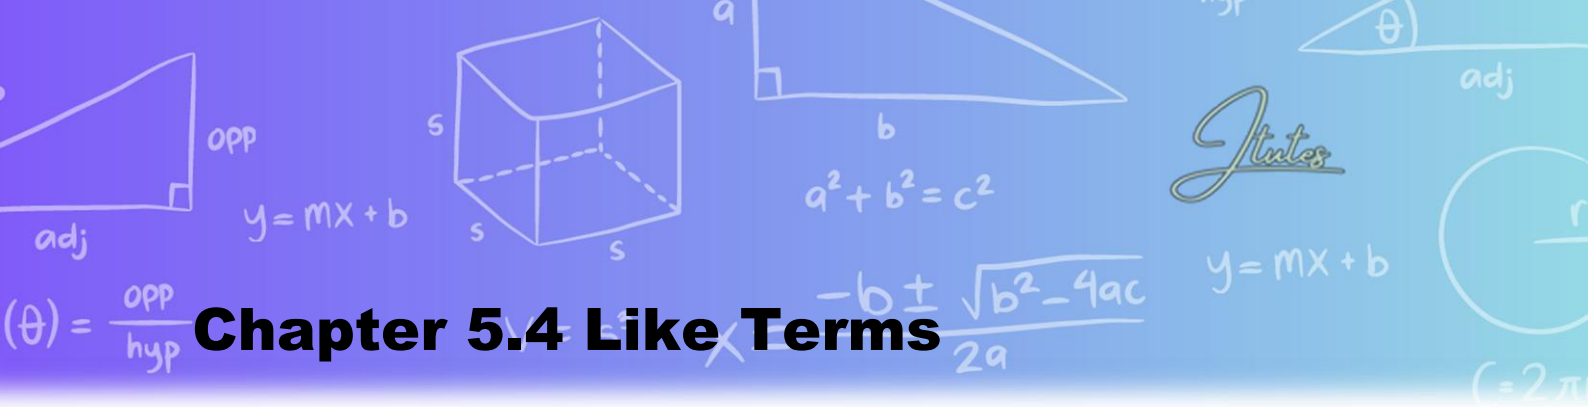 a
hyp
θ
adj
opp
s
b
Jtutes
a² + b² = c²
y = mx + b
adj
s
s
r
y = mx + b
-b ± √b² - 4ac
2a
(θ) = opp
hyp
Chapter 5.4 Like Terms
x =